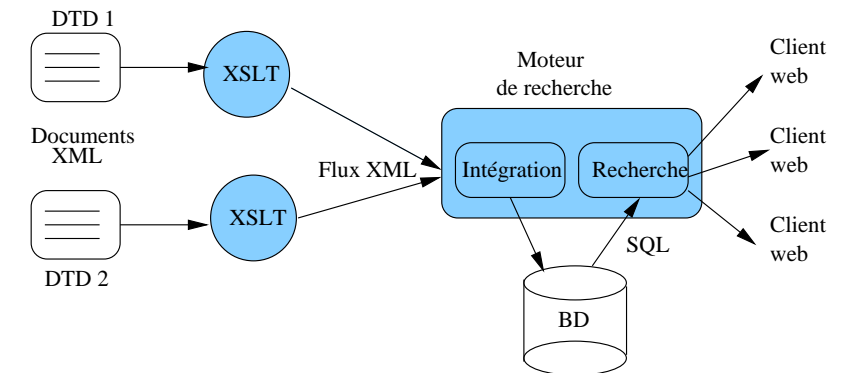 DTD 1
XSLT
Documents
XML
Flux XML
XSLT
DTD 2
Moteur
de recherche
Intégration
Recherche
SQL
BD
Client
web
Client
web
Client
web